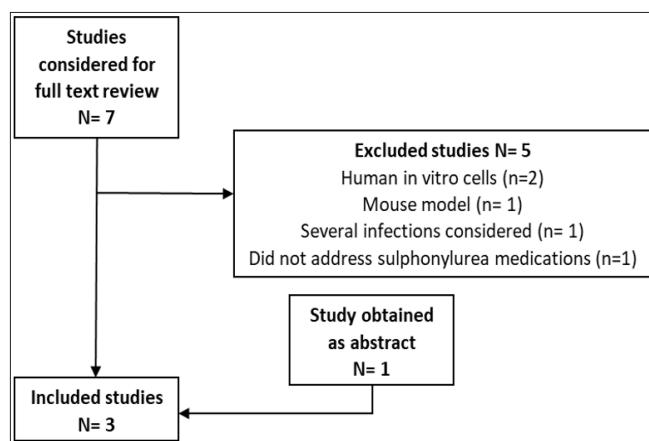 Studies
considered for
full text review
N= 7
Excluded studies N= 5
Human in vitro cells (n=2)
Mouse model (n= 1)
Several infections considered (n= 1)
Did not address sulphonylurea medications (n=1)
Study obtained
as abstract
N= 1
Included studies
N= 3